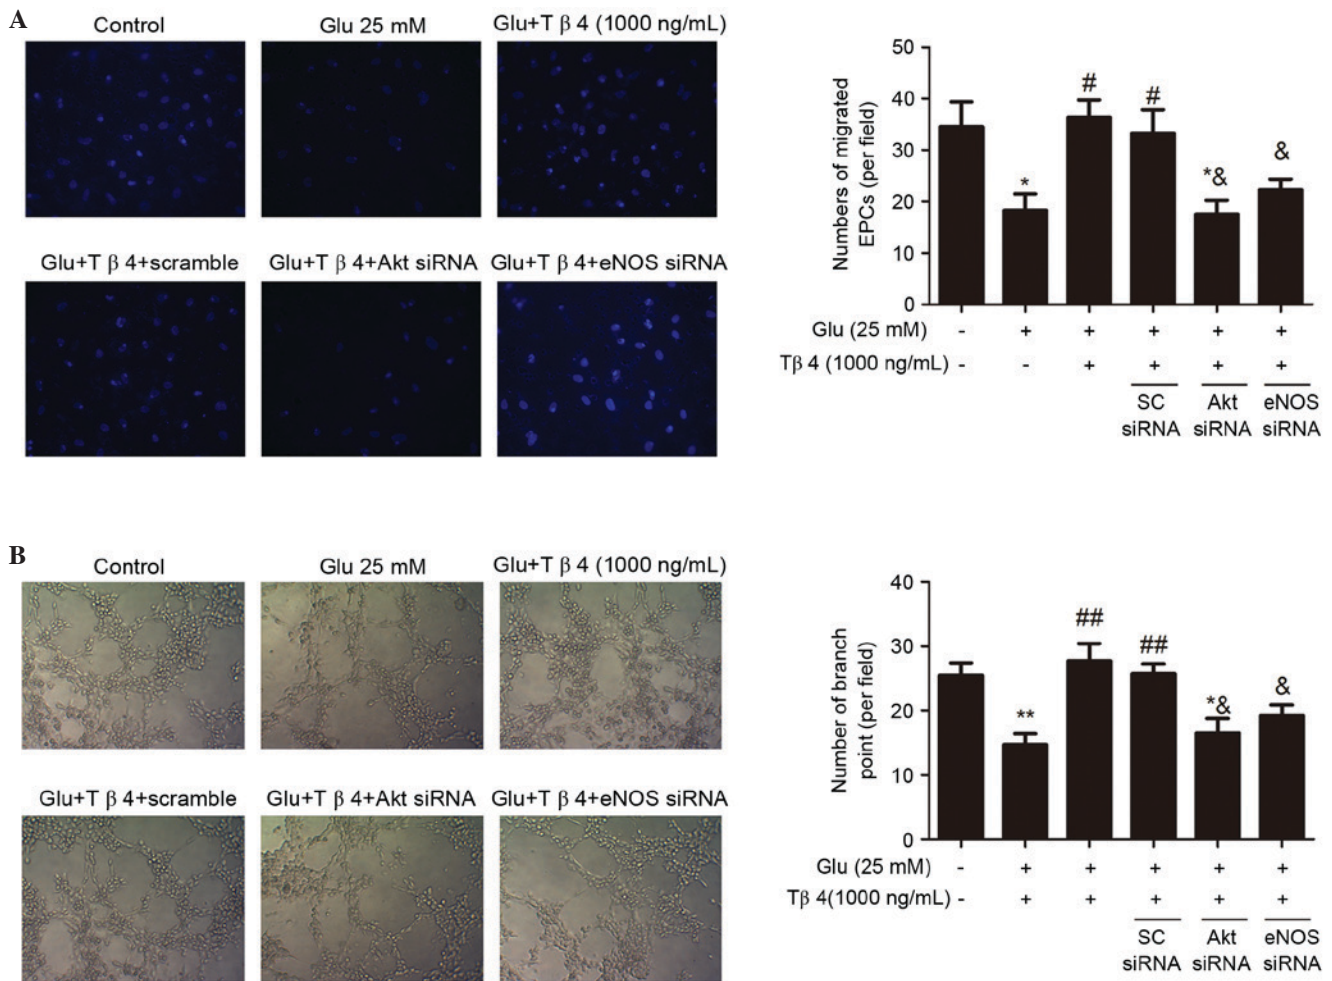 A
Control
Glu 25 mM
Glu+T β 4 (1000 ng/mL)
Glu+T β 4+scramble
Glu+T β 4+Akt siRNA
Glu+T β 4+eNOS siRNA
Numbers of migrated
EPCs (per field)
50
40
30
20
10
0
*
#
#
*&
&
Glu (25 mM) - + + + + +
Tβ 4 (1000 ng/mL) - - + + + +
SC Akt eNOS
siRNA siRNA siRNA
B
Control
Glu 25 mM
Glu+T β 4 (1000 ng/mL)
Glu+T β 4+scramble
Glu+T β 4+Akt siRNA
Glu+T β 4+eNOS siRNA
Number of branch
point (per field)
40
30
20
10
0
**
##
##
*&
&
Glu (25 mM) - + + + + +
Tβ 4(1000 ng/mL) - + + + + +
SC Akt eNOS
siRNA siRNA siRNA